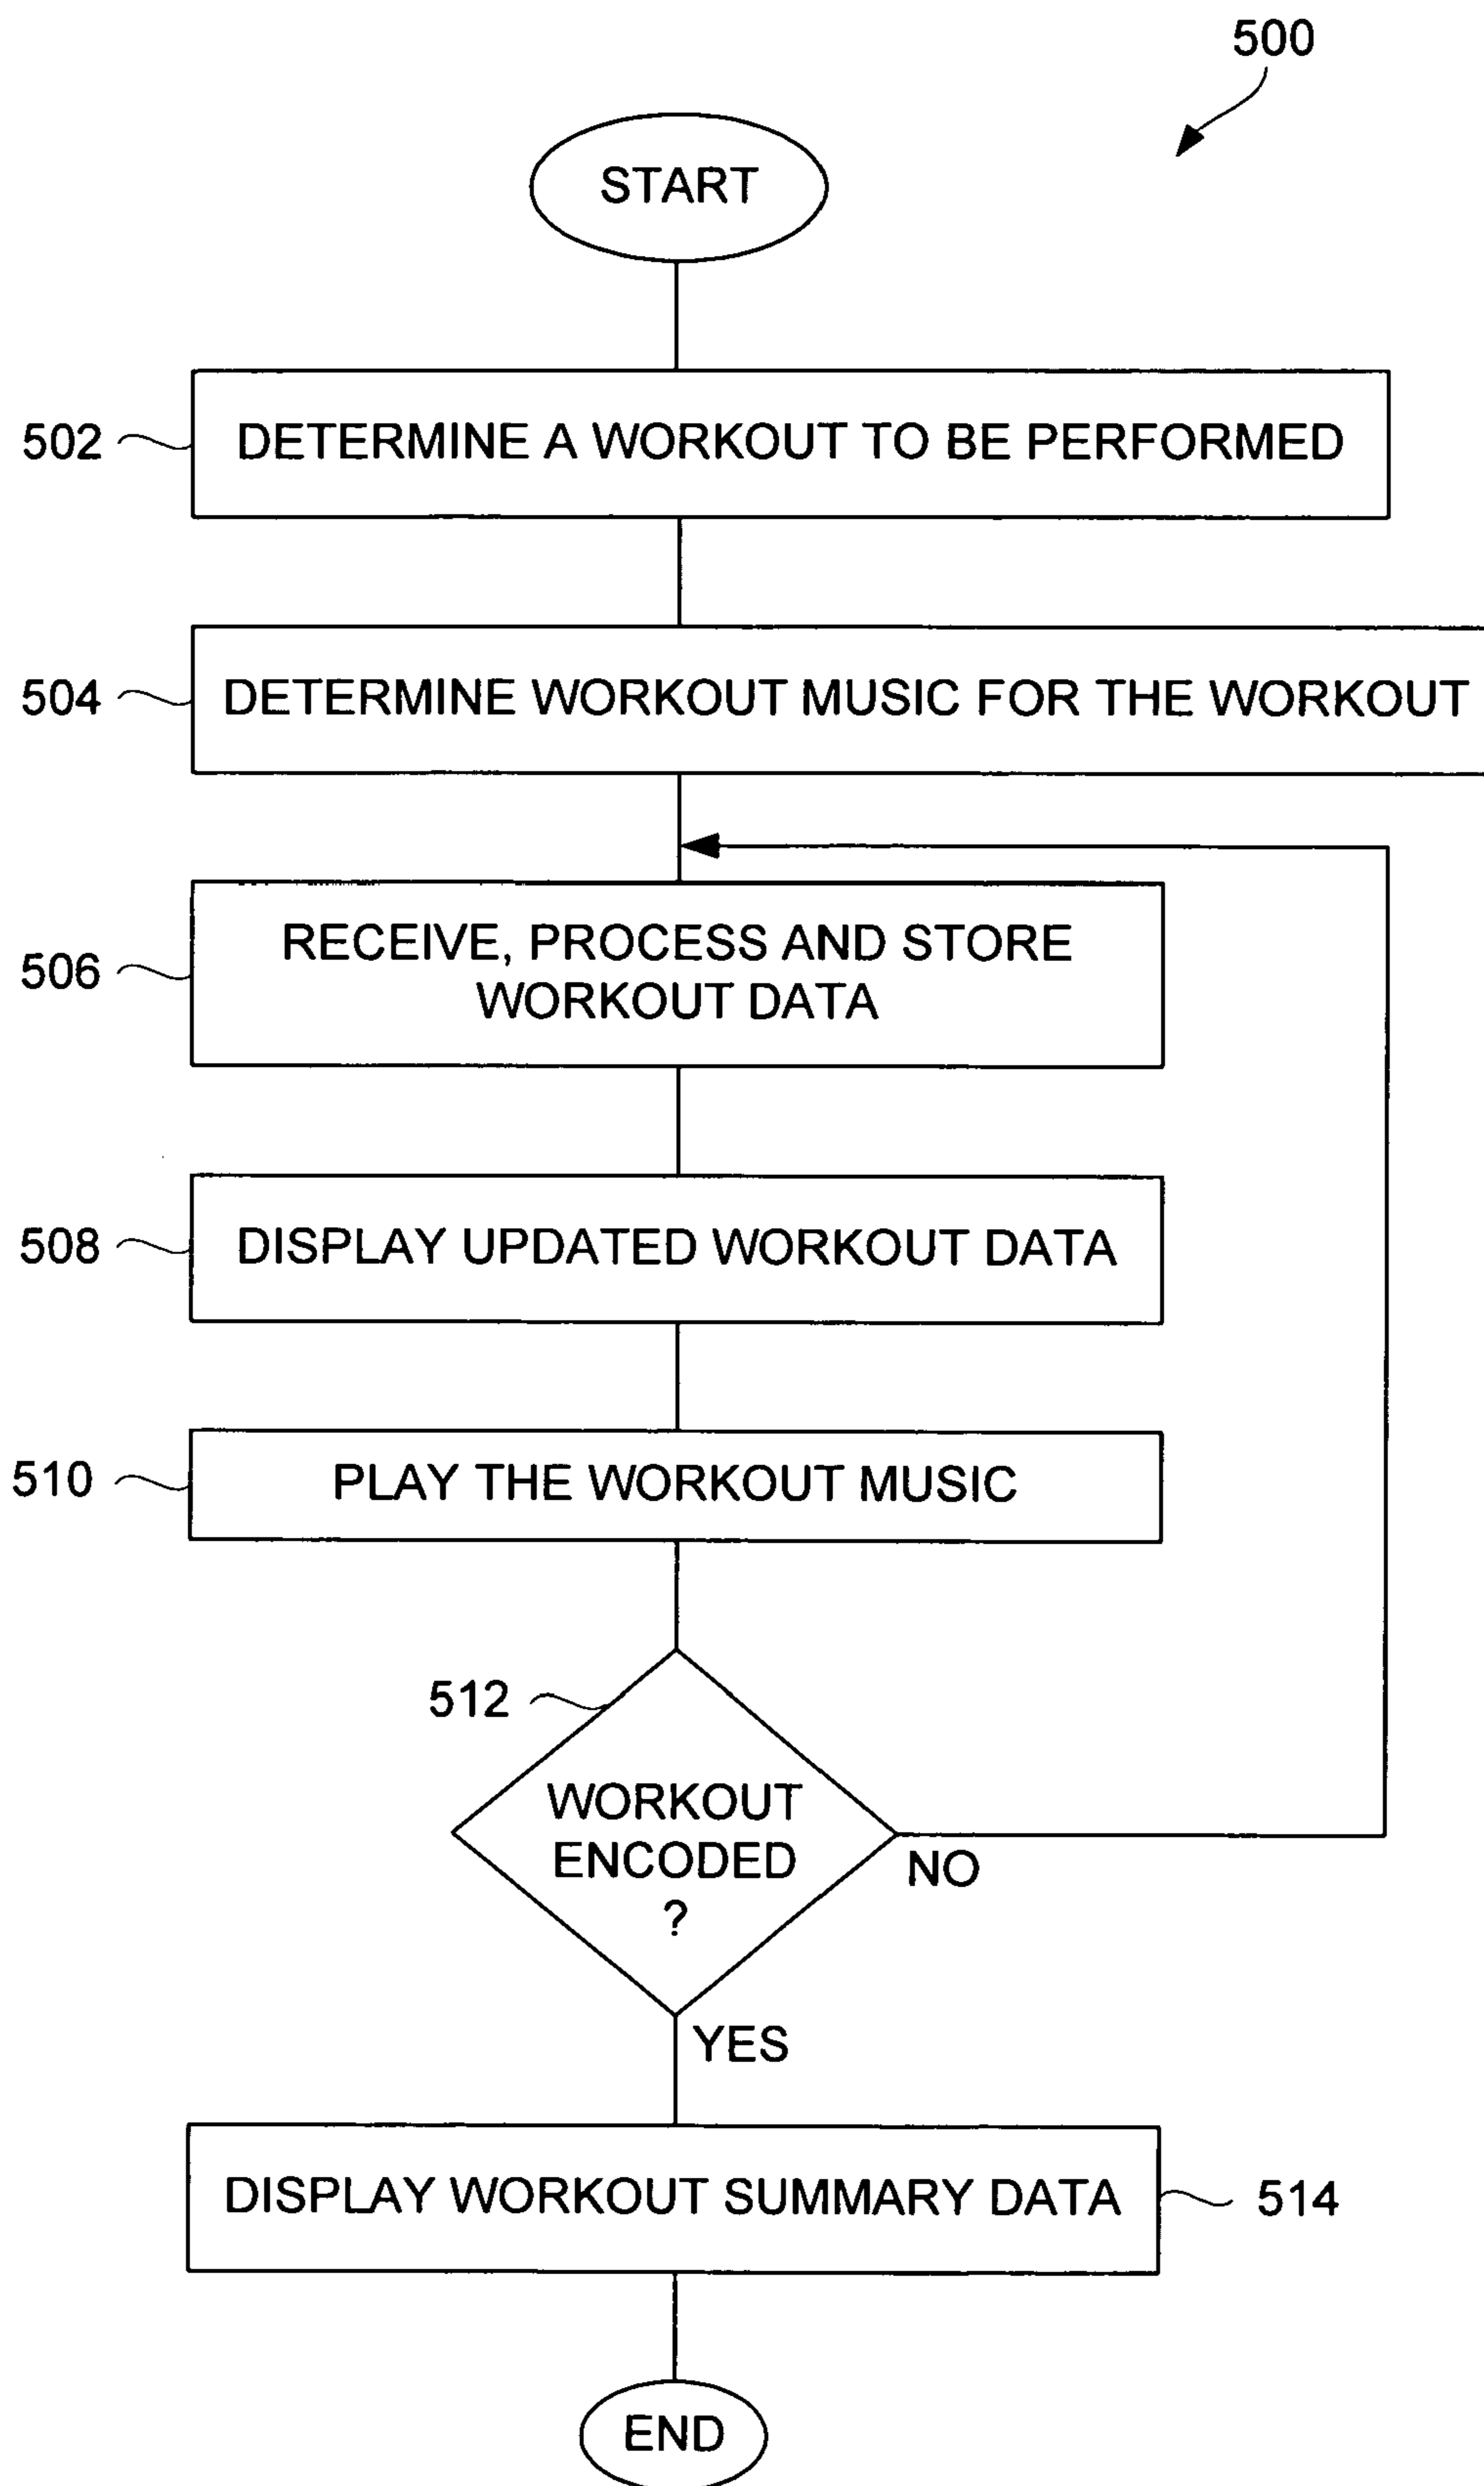 500
START
502
DETERMINE A WORKOUT TO BE PERFORMED
504
DETERMINE WORKOUT MUSIC FOR THE WORKOUT
506
RECEIVE, PROCESS AND STORE
WORKOUT DATA
508
DISPLAY UPDATED WORKOUT DATA
510
PLAY THE WORKOUT MUSIC
512
WORKOUT
ENCODED
?
NO
YES
DISPLAY WORKOUT SUMMARY DATA
514
END